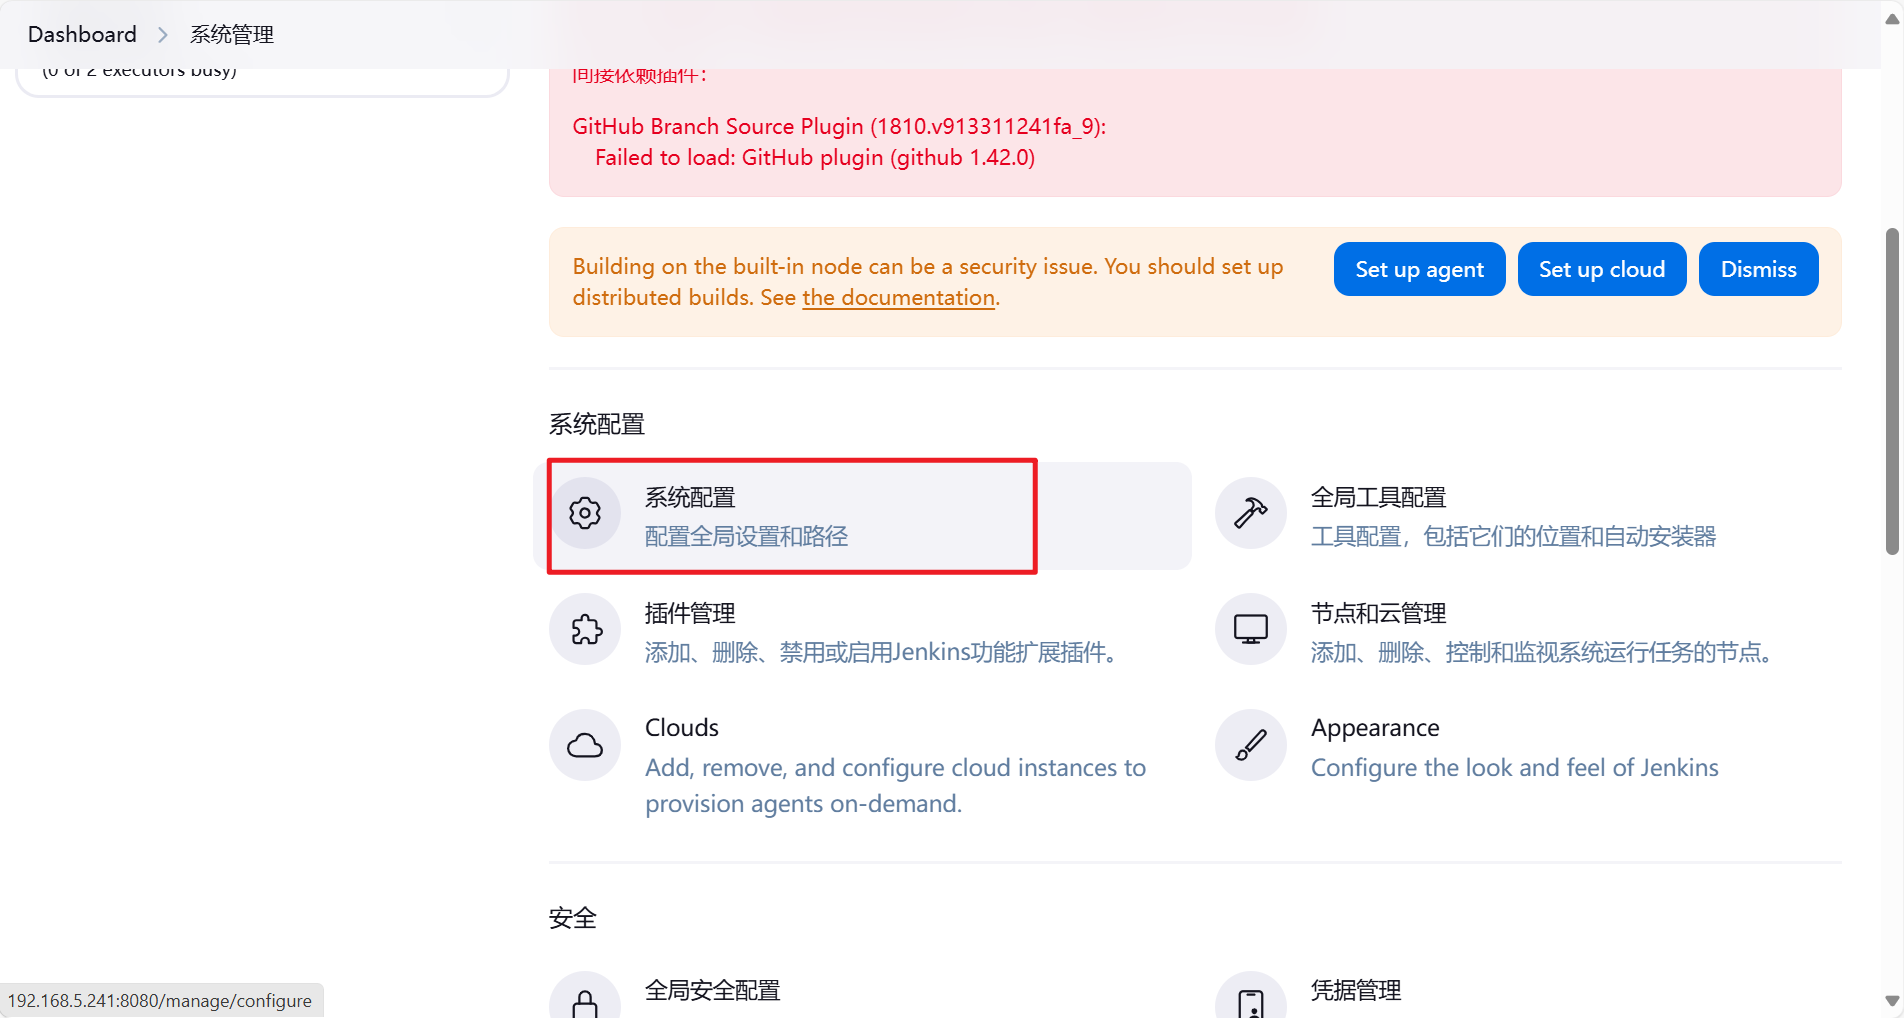 Dashboard
系统管理
(0 of 2 executors busy)
间接依赖插件：
GitHub Branch Source Plugin (1810.v913311241fa_9):
Failed to load: GitHub plugin (github 1.42.0)
Building on the built-in node can be a security issue. You should set up
distributed builds. See the documentation.
Set up agent
Set up cloud
Dismiss
系统配置
系统配置
配置全局设置和路径
全局工具配置
工具配置，包括它们的位置和自动安装器
插件管理
添加、删除、禁用或启用Jenkins功能扩展插件。
节点和云管理
添加、删除、控制和监视系统运行任务的节点。
Clouds
Add, remove, and configure cloud instances to
provision agents on-demand.
Appearance
Configure the look and feel of Jenkins
安全
全局安全配置
凭据管理
192.168.5.241:8080/manage/configure